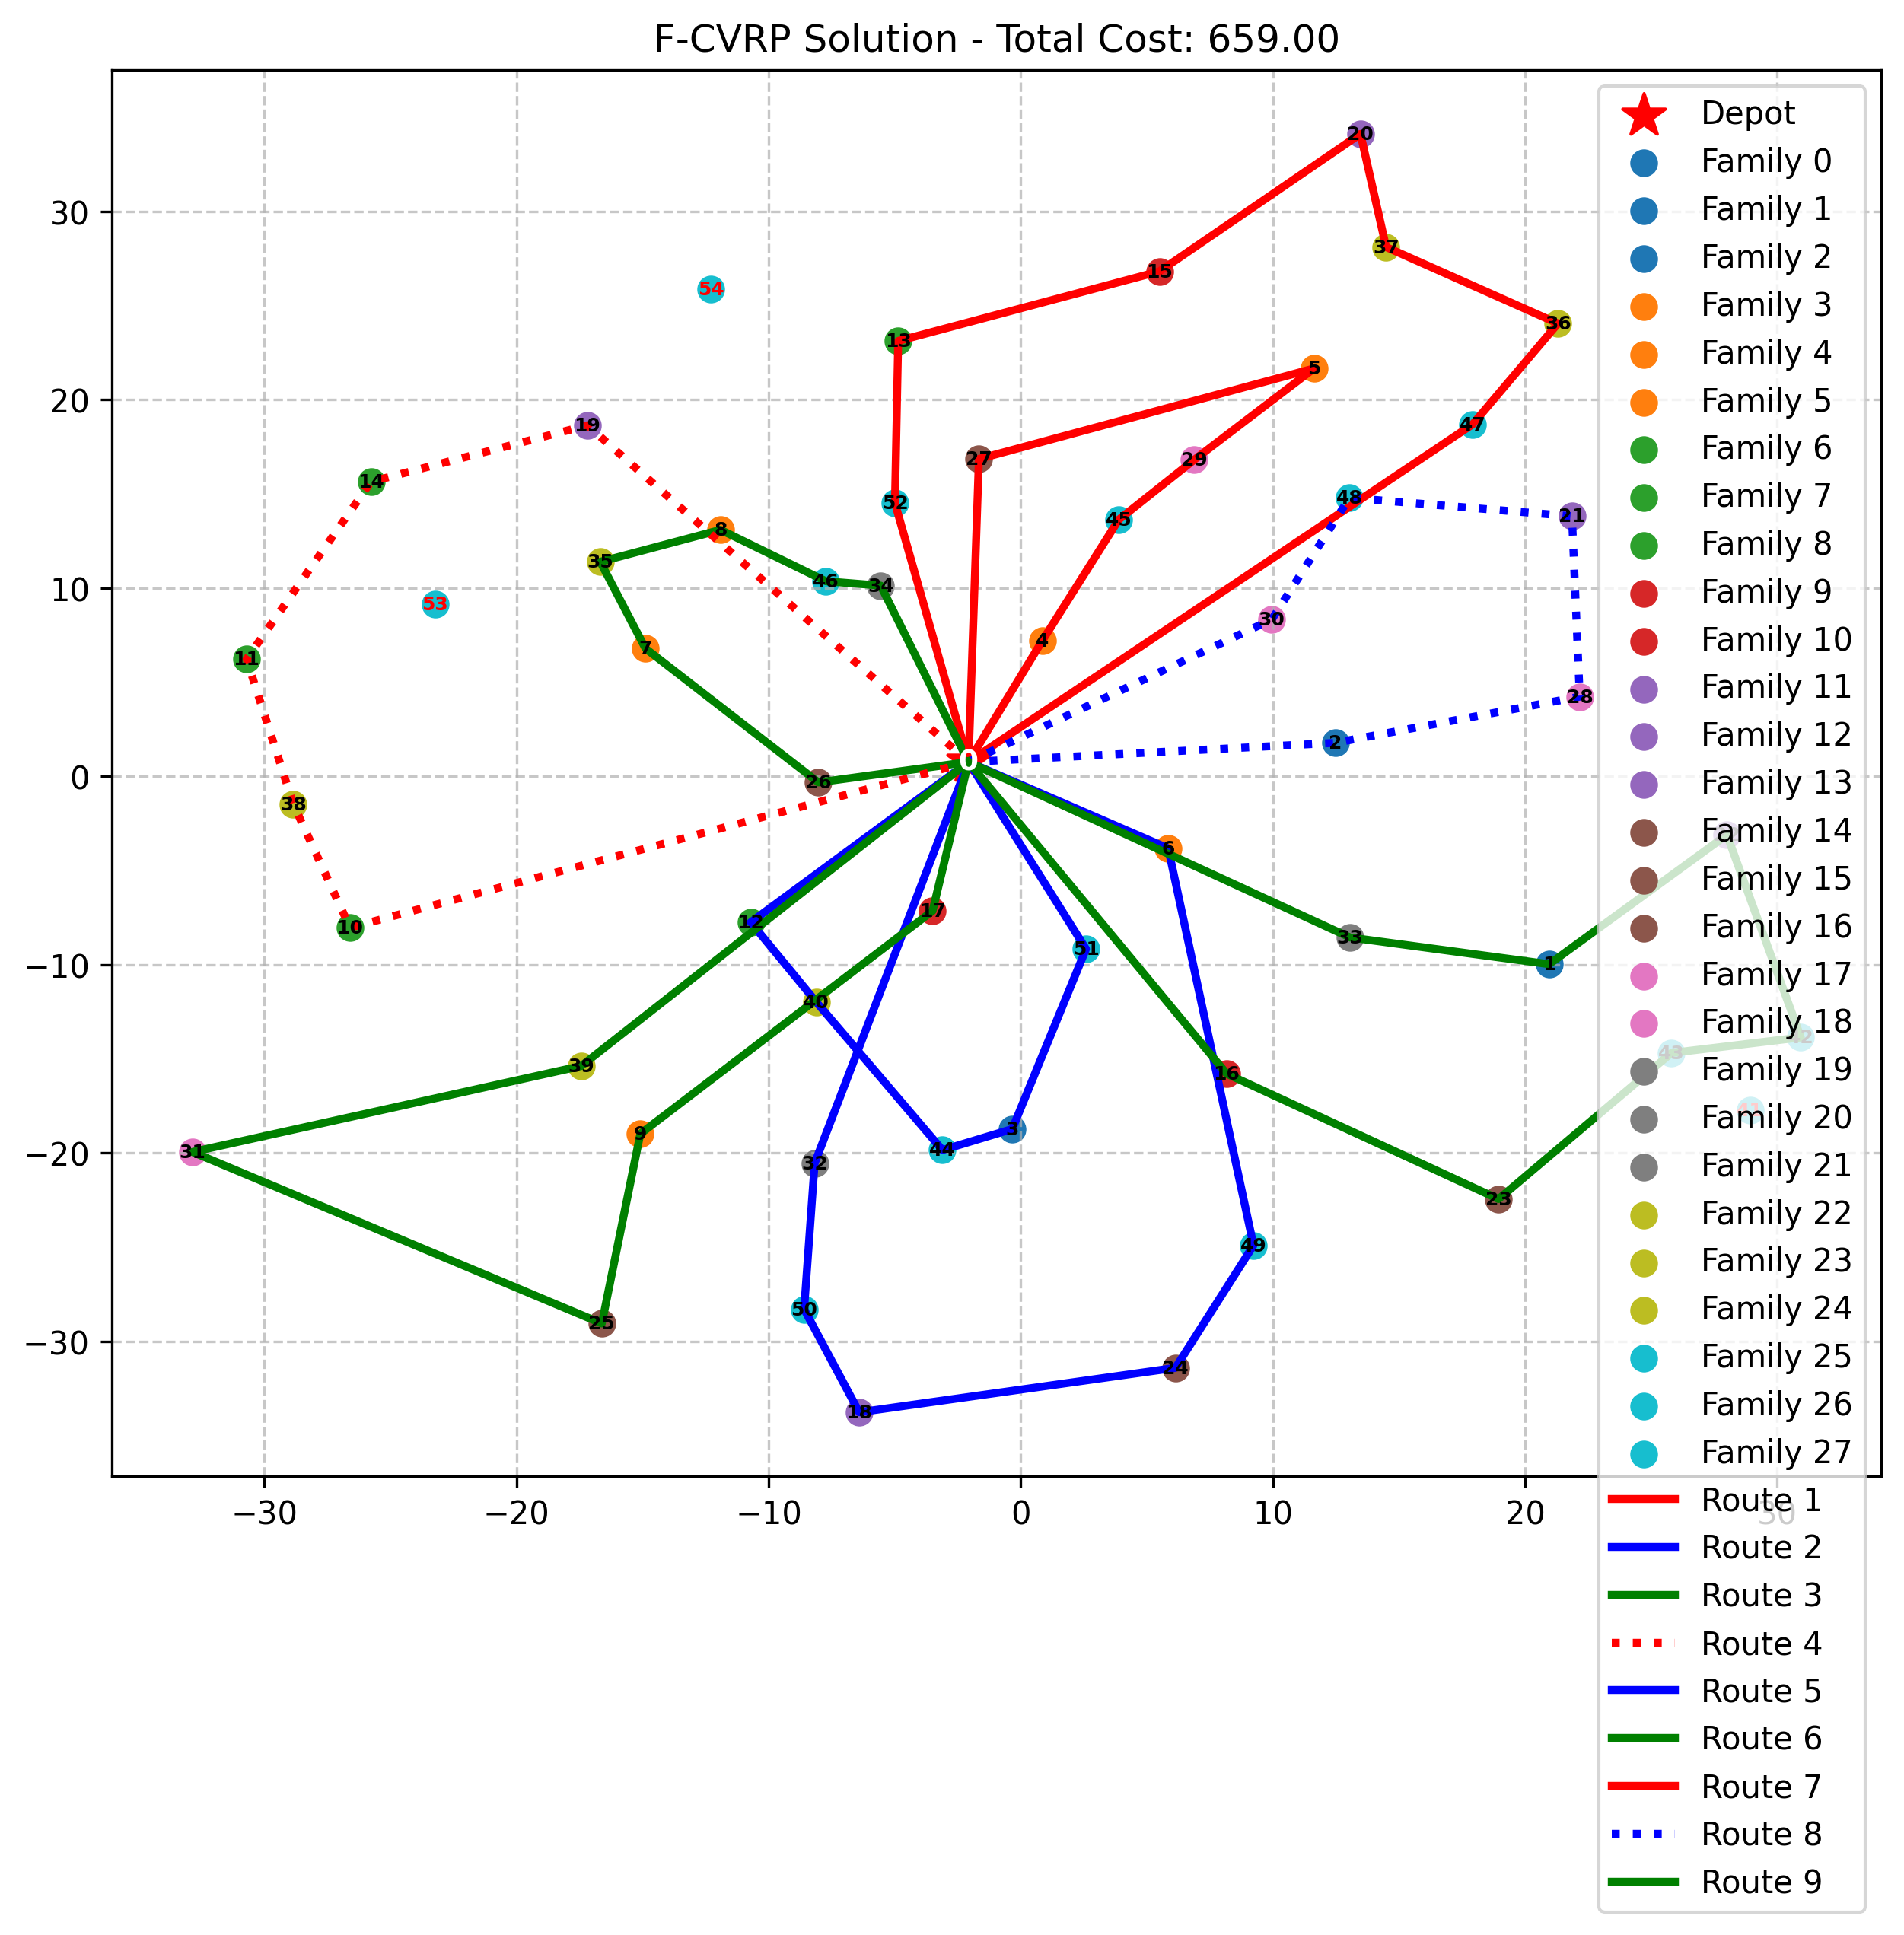 F-CVRP Solution - Total Cost: 659.00
30
20
10
0
−10
−20
−30
−30
−20
−10
0
10
20
30
20
37
15
54
36
13
5
19
47
27
29
14
48
52
21
45
8
35
46
34
53
30
4
7
11
28
2
0
26
38
6
17
12
33
10
51
1
40
42
43
39
16
3
9
44
31
32
23
49
50
25
24
18
Depot
Family 0
Family 1
Family 2
Family 3
Family 4
Family 5
Family 6
Family 7
Family 8
Family 9
Family 10
Family 11
Family 12
Family 13
Family 14
Family 15
Family 16
Family 17
Family 18
Family 19
Family 20
Family 21
Family 22
Family 23
Family 24
Family 25
Family 26
Family 27
Route 1
Route 2
Route 3
Route 4
Route 5
Route 6
Route 7
Route 8
Route 9